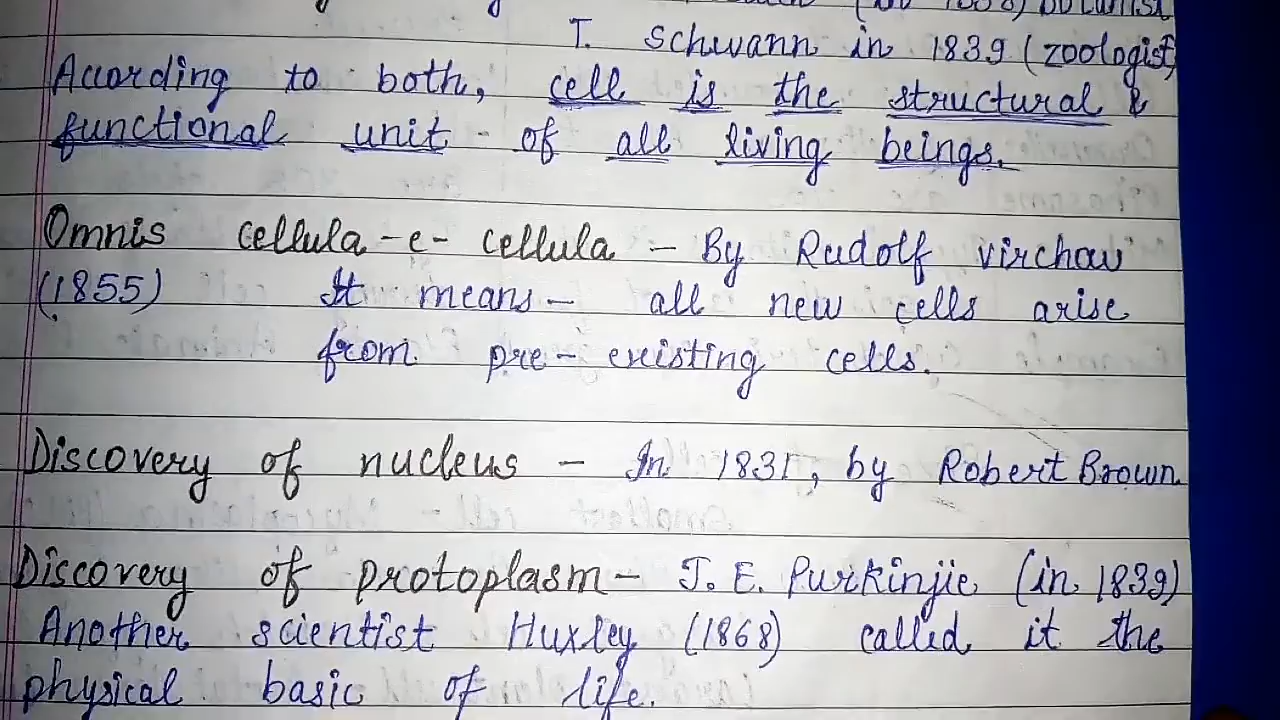 T. Schwann in 1839 (zoologist)
According to both, cell is the structural &
functional unit of all living beings.
Omnis cellula-e-cellula - By Rudolf virchow
(1855) It means - all new cells arise
from pre-existing cells.
Discovery of nucleus - In 1831, by Robert Brown
Discovery of protoplasm - J. E. Purkinjie (in 1839)
Another scientist Huxley (1868) called it the
physical basic of life.